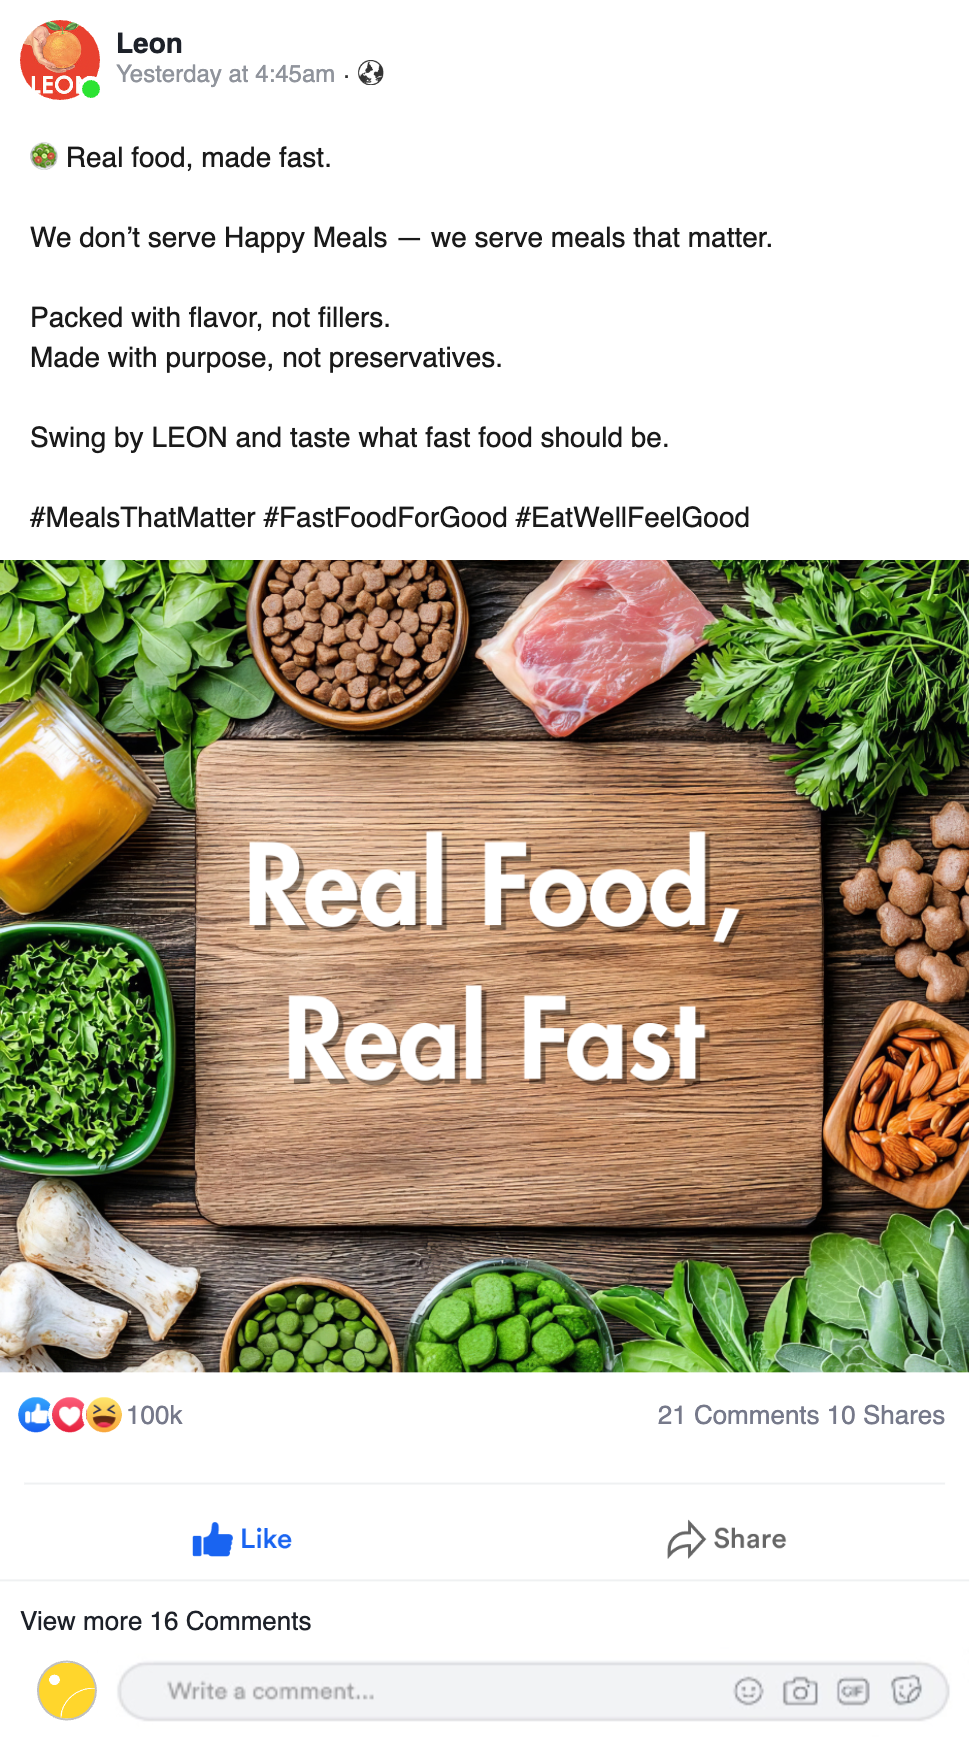 LEON
Leon
Yesterday at 4:45am ·
Real food, made fast.
We don’t serve Happy Meals — we serve meals that matter.
Packed with flavor, not fillers.
Made with purpose, not preservatives.
Swing by LEON and taste what fast food should be.
#MealsThatMatter #FastFoodForGood #EatWellFeelGood
Real Food,
Real Fast
100k
21 Comments 10 Shares
Like
Share
View more 16 Comments
Write a comment...
GIF